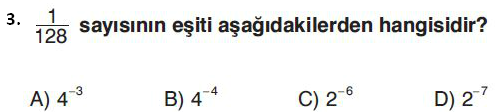 3. 1/128 sayısının eşiti aşağıdakilerden hangisidir?
A) 4⁻³ B) 4⁻⁴ C) 2⁻⁶ D) 2⁻⁷